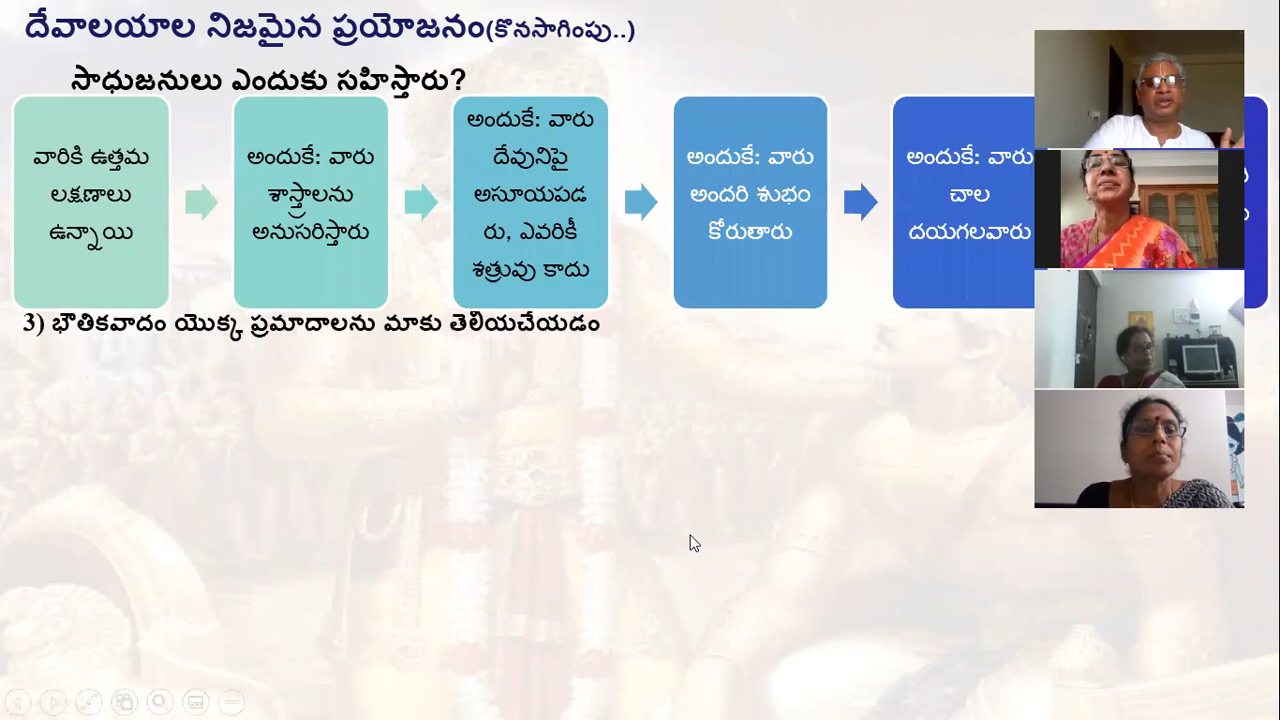 దేవాలయాల నిజమైన ప్రయోజనం(కొనసాగింపు..)
సాధుజనులు ఎందుకు సహిస్తారు?
వారికి ఉత్తమ
లక్షణాలు
ఉన్నాయి
అందుకే: వారు
శాస్త్రాలను
అనుసరిస్తారు
అందుకే: వారు
దేవునిపై
అసూయపడ
రు, ఎవరికీ
శత్రువు కాదు
అందుకే: వారు
అందరి శుభం
కోరుతారు
అందుకే: వారు
చాల
దయగలవారు
3) భౌతికవాదం యొక్క ప్రమాదాలను మాకు తెలియచేయడం